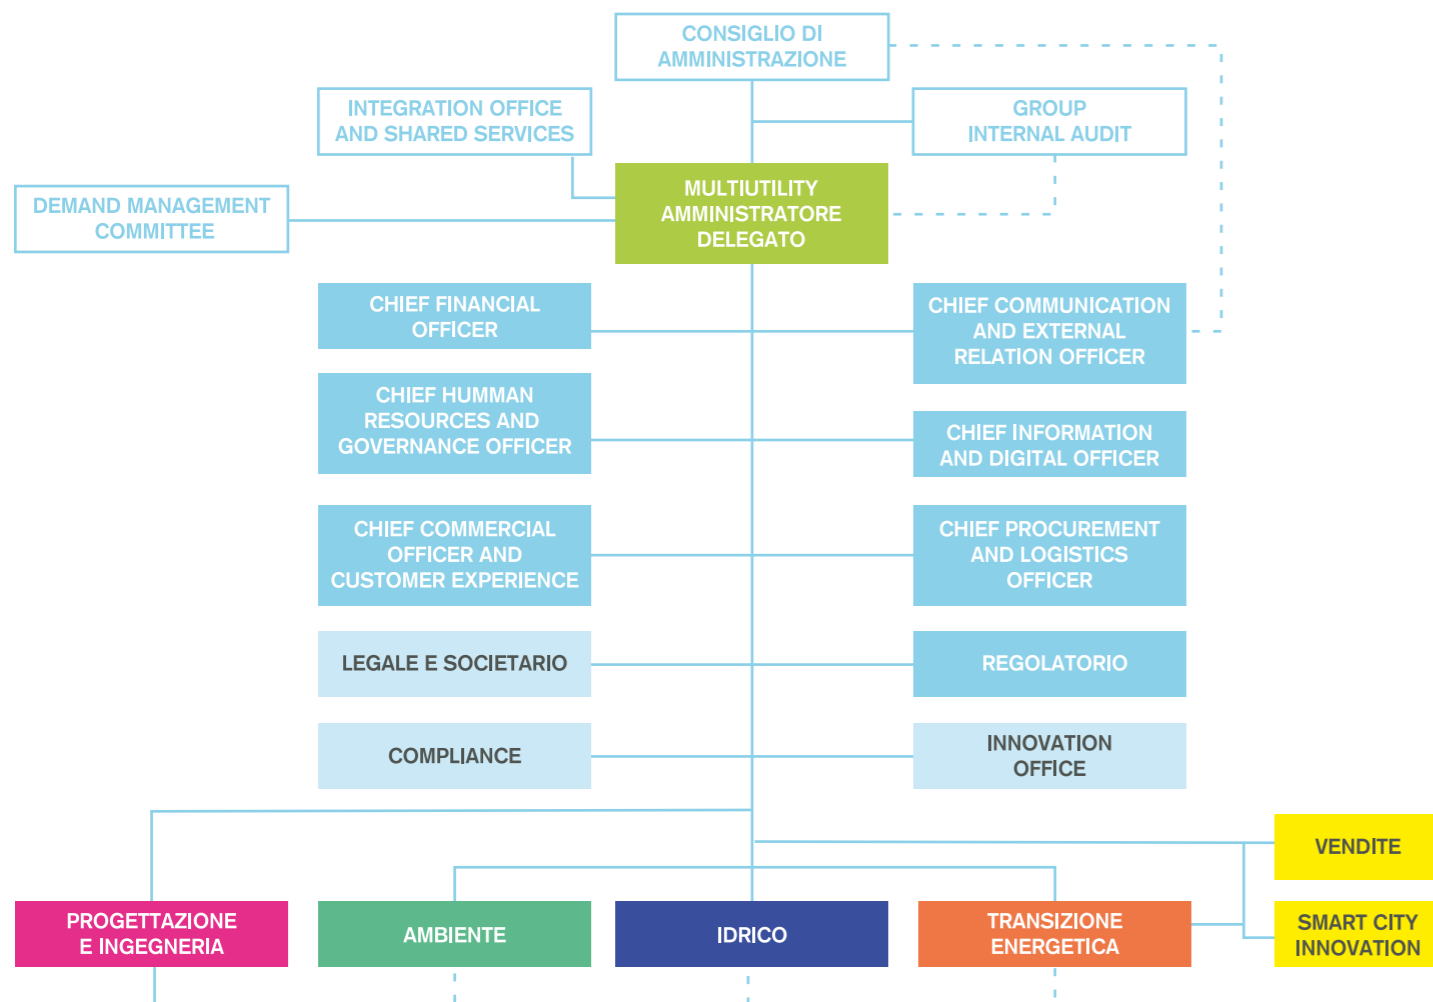 CONSIGLIO DI
AMMINISTRAZIONE
INTEGRATION OFFICE
AND SHARED SERVICES
GROUP
INTERNAL AUDIT
DEMAND MANAGEMENT
COMMITTEE
MULTIUTILITY
AMMINISTRATORE
DELEGATO
CHIEF FINANCIAL
OFFICER
CHIEF COMMUNICATION
AND EXTERNAL
RELATION OFFICER
CHIEF HUMMAN
RESOURCES AND
GOVERNANCE OFFICER
CHIEF INFORMATION
AND DIGITAL OFFICER
CHIEF COMMERCIAL
OFFICER AND
CUSTOMER EXPERIENCE
CHIEF PROCUREMENT
AND LOGISTICS
OFFICER
LEGALE E SOCIETARIO
REGOLATORIO
COMPLIANCE
INNOVATION
OFFICE
VENDITE
PROGETTAZIONE
E INGEGNERIA
AMBIENTE
IDRICO
TRANSIZIONE
ENERGETICA
SMART CITY
INNOVATION